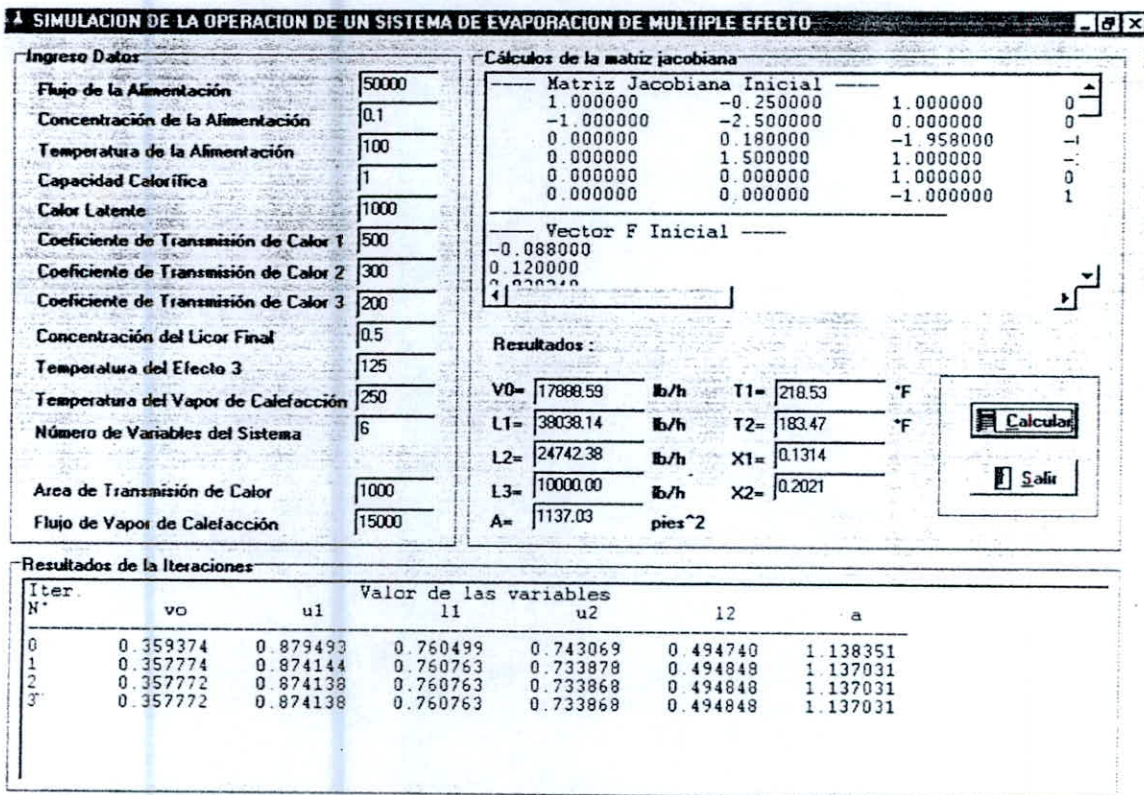 SIMULACION DE LA OPERACION DE UN SISTEMA DE EVAPORACION DE MULTIPLE EFECTO
Ingreso Datos
Flujo de la Alimentación 50000
Concentración de la Alimentación 0.1
Temperatura de la Alimentación 100
Capacidad Calorífica 1
Calor Latente 1000
Coeficiente de Transmisión de Calor 1 500
Coeficiente de Transmisión de Calor 2 300
Coeficiente de Transmisión de Calor 3 200
Concentración del Licor Final 0.5
Temperatura del Efecto 3 125
Temperatura del Vapor de Calefacción 250
Número de Variables del Sistema 6
Area de Transmisión de Calor 1000
Flujo de Vapor de Calefacción 15000
Cálculos de la matriz jacobiana
---- Matriz Jacobiana Inicial ----
1.000000 -0.250000 1.000000 0
-1.000000 -2.500000 0.000000 0
0.000000 0.180000 -1.958000
0.000000 1.500000 1.000000
0.000000 0.000000 1.000000 0
0.000000 0.000000 -1.000000 1
---- Vector F Inicial ----
-0.088000
0.120000
Resultados :
V0= 17888.59 lb/h T1= 218.53 °F
L1= 38038.14 lb/h T2= 183.47 °F
L2= 24742.38 lb/h X1= 0.1314
L3= 10000.00 lb/h X2= 0.2021
A= 1137.03 pies^2
Calcular
Salir
Resultados de la Iteraciones
Iter. Valor de las variables
N° vo u1 l1 u2 l2 a
0 0.359374 0.879493 0.760499 0.743069 0.494740 1.138351
1 0.357774 0.874144 0.760763 0.733878 0.494848 1.137031
2 0.357772 0.874138 0.760763 0.733868 0.494848 1.137031
3 0.357772 0.874138 0.760763 0.733868 0.494848 1.137031